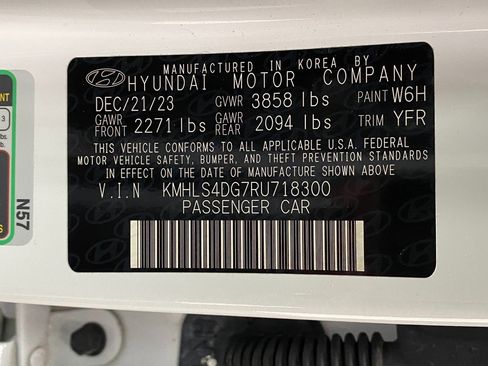 MANUFACTURED IN KOREA BY
HYUNDAI MOTOR COMPANY
DEC/21/23 GVWR 3858 lbs PAINT W6H
GAWR FRONT 2271 lbs GAWR REAR 2094 lbs TRIM YFR
THIS VEHICLE CONFORMS TO ALL APPLICABLE U.S.A. FEDERAL
MOTOR VEHICLE SAFETY, BUMPER, AND THEFT PREVENTION STANDARDS
IN EFFECT ON THE DATE OF MANUFACTURE SHOWN ABOVE
V.I.N KMHLS4DG7RU718300
PASSENGER CAR
N57